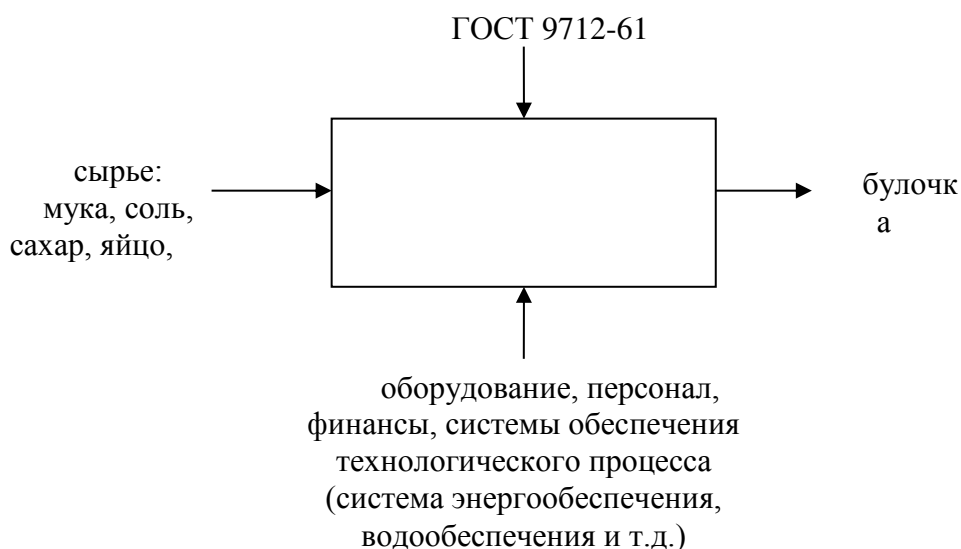 ГОСТ 9712-61
сырье:
мука, соль,
сахар, яйцо,
булочк
а
оборудование, персонал,
финансы, системы обеспечения
технологического процесса
(система энергообеспечения,
водообеспечения и т.д.)